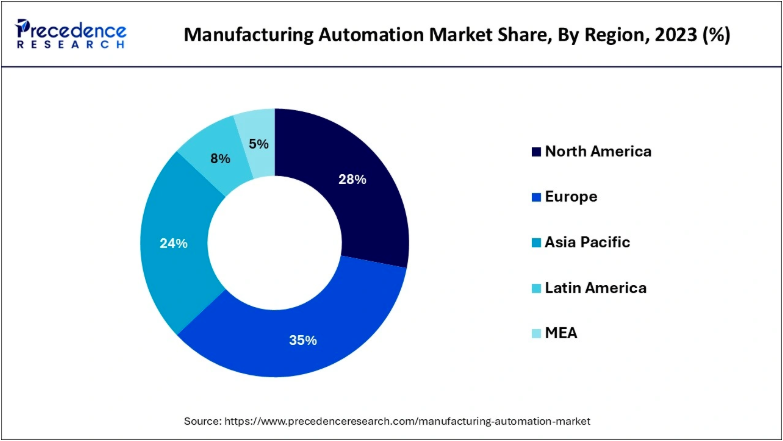 Precedence
RESEARCH
Manufacturing Automation Market Share, By Region, 2023 (%)
5%
8%
28%
24%
35%
North America
Europe
Asia Pacific
Latin America
MEA
Source: https://www.precedenceresearch.com/manufacturing-automation-market